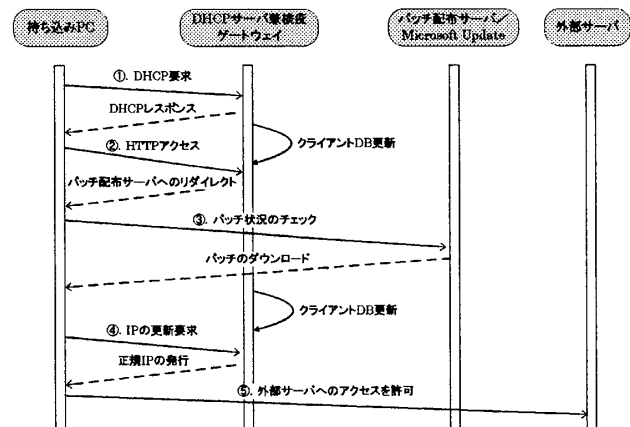 持ち込みPC
DHCPサーバ兼検疫
ゲートウェイ
パッチ配布サーバ／
Microsoft Update
外部サーバ
①. DHCP要求
DHCPレスポンス
クライアントDB更新
②. HTTPアクセス
パッチ配布サーバへのリダイレクト
③. パッチ状況のチェック
パッチのダウンロード
クライアントDB更新
④. IPの更新要求
正規IPの発行
⑤. 外部サーバへのアクセスを許可